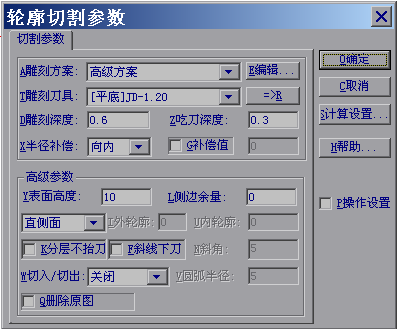 轮廓切割参数
切割参数
A雕刻方案: 高级方案 E编辑...
T雕刻刀具: [平底]JD-1.20 =>R
D雕刻深度: 0.6 Z吃刀深度: 0.3
X半径补偿: 向内 G补偿值 0
高级参数
Y表面高度: 10 L侧边余量: 0
直侧面 I外轮廓: 0 U内轮廓: 0
K分层不抬刀 F斜线下刀 N斜角: 5
W切入/切出: 关闭 V圆弧半径: 5
Q删除原图
O确定
C取消
S计算设置...
H帮助...
P操作设置